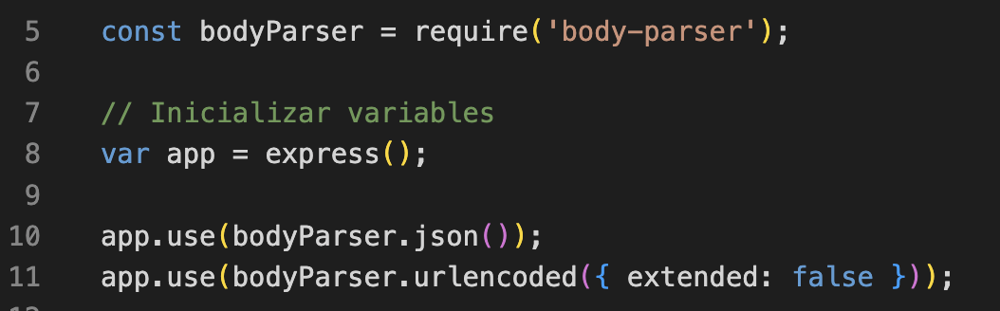 5 const bodyParser = require('body-parser');
6
7 // Inicializar variables
8 var app = express();
9
10 app.use(bodyParser.json());
11 app.use(bodyParser.urlencoded({ extended: false }));